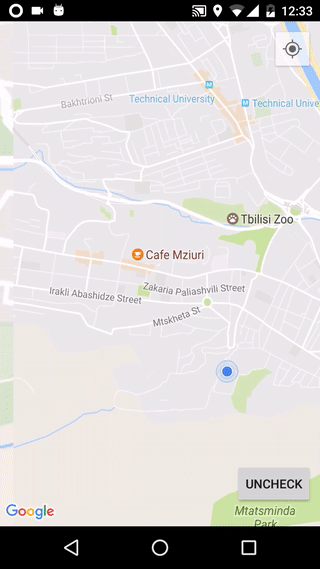 12:33
Bakhtrioni St
Technical University
Technical Unive
Tbilisi Zoo
Cafe Mziuri
Zakaria Paliashvili Street
Irakli Abashidze Street
Mtskheta St
UNCHECK
Google
Mtatsminda
Park